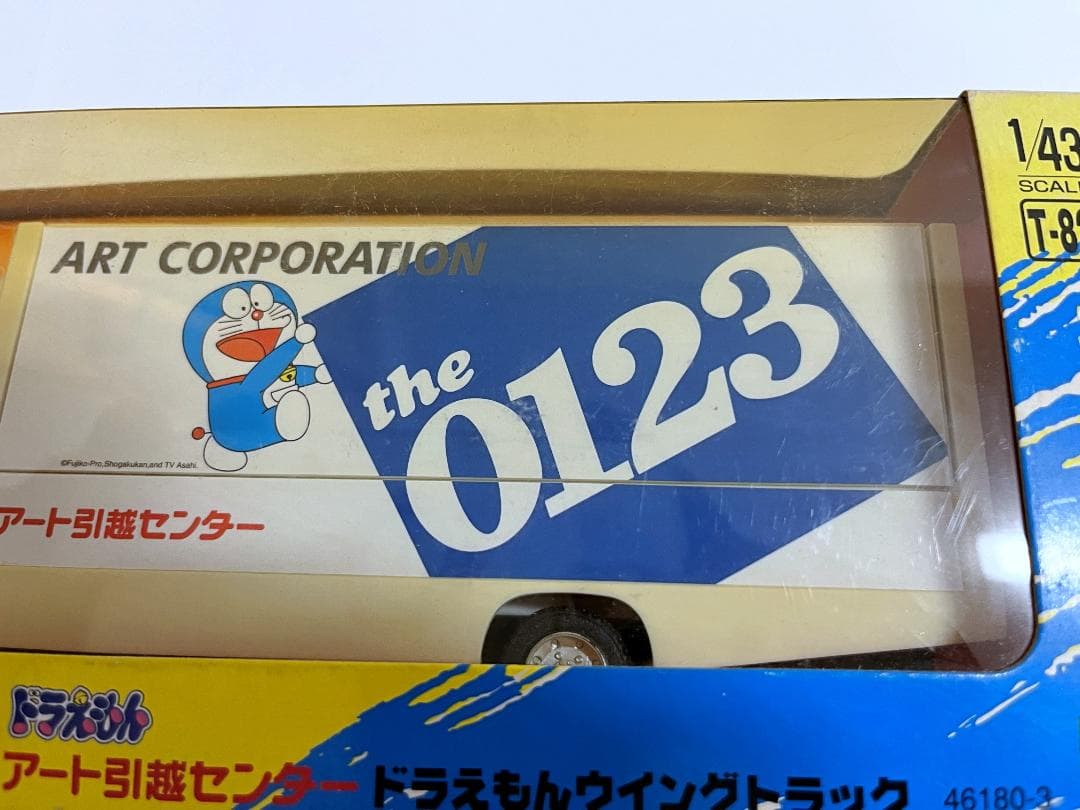 1/43
ART CORPORATION
the
0123
©Fujiko-Pro,Shogakukan,and TV Asahi.
アート引越センター
ドラえもん
アート引越センター ドラえもんウイングトラック 46180-3